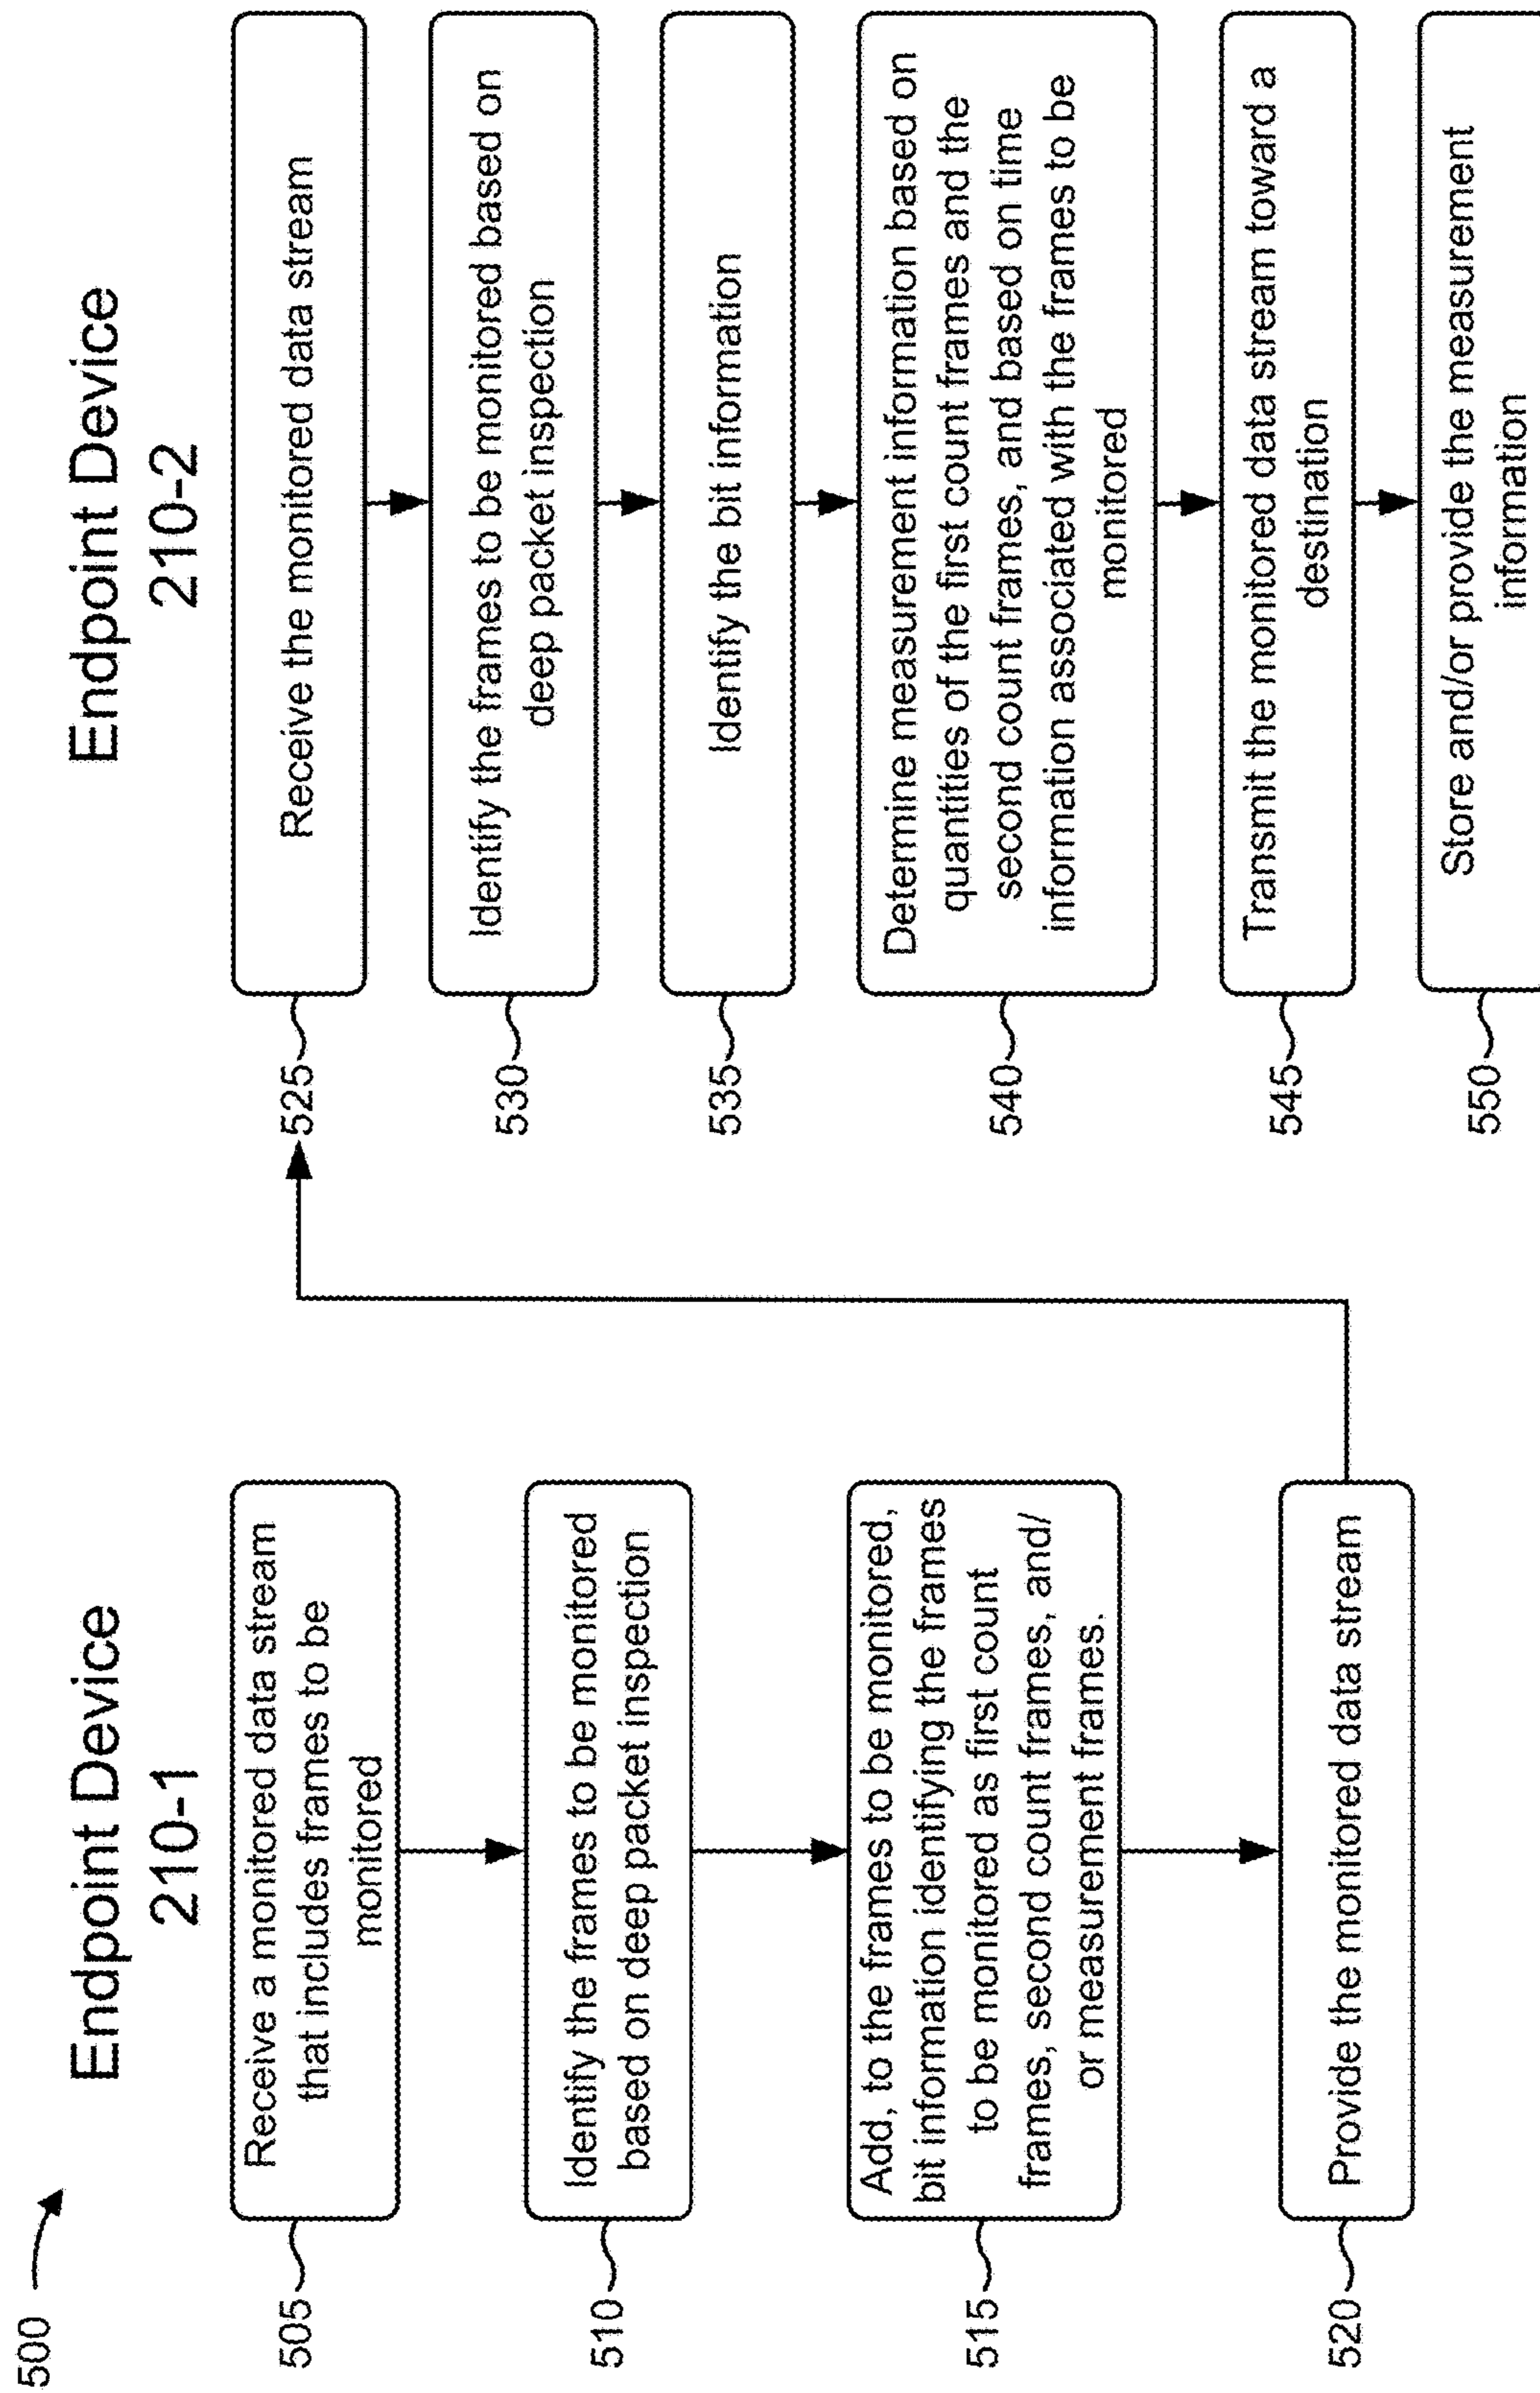 500
Endpoint Device
210-1
505
Receive a monitored data stream
that includes frames to be
monitored
510
Identify the frames to be monitored
based on deep packet inspection
515
Add, to the frames to be monitored,
bit information identifying the frames
to be monitored as first count
frames, second count frames, and/
or measurement frames.
520
Provide the monitored data stream
Endpoint Device
210-2
525
Receive the monitored data stream
530
Identify the frames to be monitored based on
deep packet inspection
535
Identify the bit information
540
Determine measurement information based on
quantities of the first count frames and the
second count frames, and based on time
information associated with the frames to be
monitored
545
Transmit the monitored data stream toward a
destination
550
Store and/or provide the measurement
information